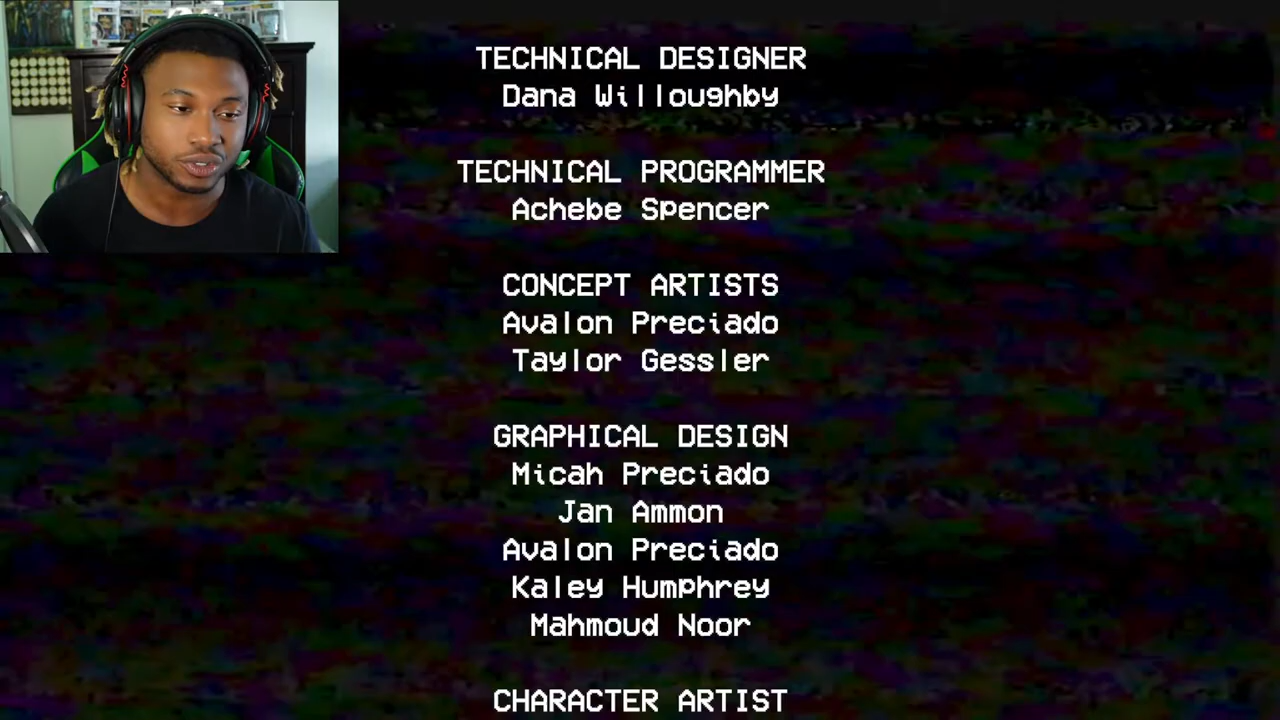 TECHNICAL DESIGNER
Dana Willoughby
TECHNICAL PROGRAMMER
Achebe Spencer
CONCEPT ARTISTS
Avalon Preciado
Taylor Gessler
GRAPHICAL DESIGN
Micah Preciado
Jan Ammon
Avalon Preciado
Kaley Humphrey
Mahmoud Noor
CHARACTER ARTIST